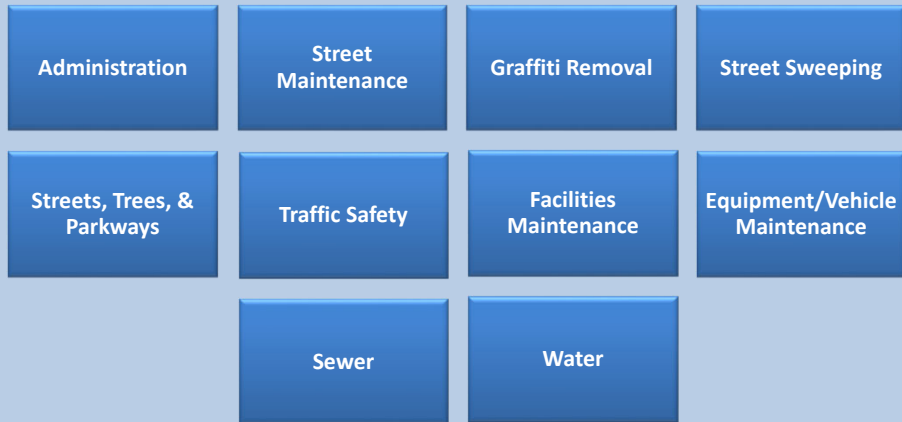 Administration
Street
Maintenance
Graffiti Removal
Street Sweeping
Streets, Trees, &
Parkways
Traffic Safety
Facilities
Maintenance
Equipment/Vehicle
Maintenance
Sewer
Water